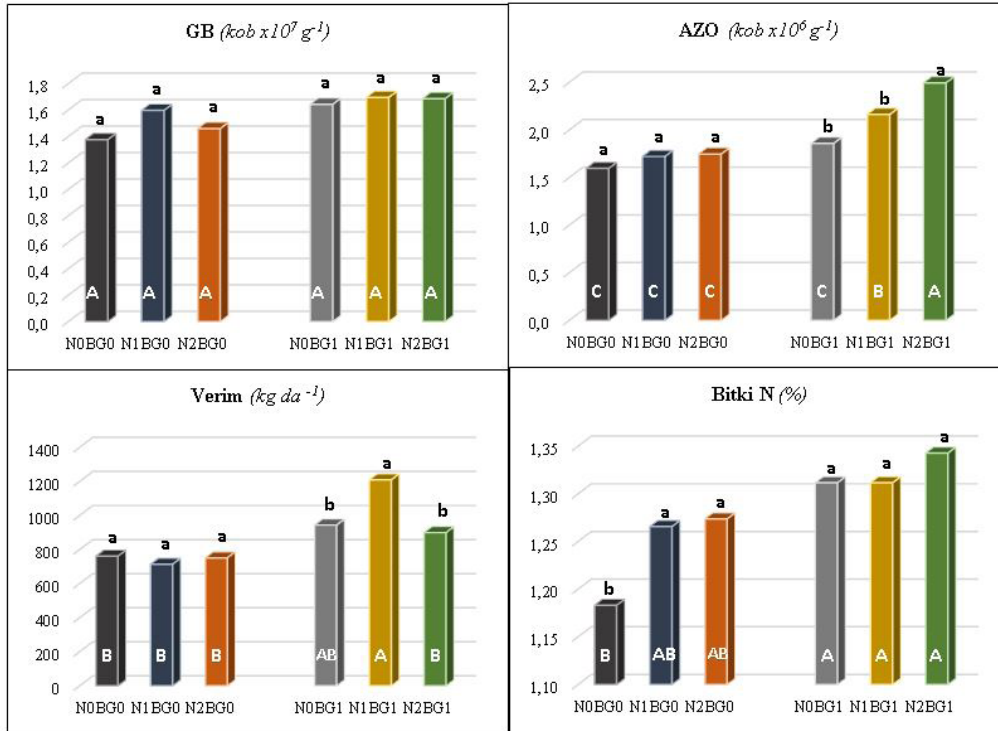 GB (kob x10⁷ g⁻¹)
1,8
1,6
1,4
1,2
1,0
0,8
0,6
0,4
0,2
0,0
a a a a a a
A A A A A A
N0BG0 N1BG0 N2BG0 N0BG1 N1BG1 N2BG1
AZO (kob x10⁶ g⁻¹)
2,5
2,0
1,5
1,0
0,5
0,0
a a a b b a
C C C C B A
N0BG0 N1BG0 N2BG0 N0BG1 N1BG1 N2BG1
Verim (kg da ⁻¹)
1400
1200
1000
800
600
400
200
0
a a a b a b
B B B AB A B
N0BG0 N1BG0 N2BG0 N0BG1 N1BG1 N2BG1
Bitki N (%)
1,35
1,30
1,25
1,20
1,15
1,10
b a a a a a
B AB AB A A A
N0BG0 N1BG0 N2BG0 N0BG1 N1BG1 N2BG1